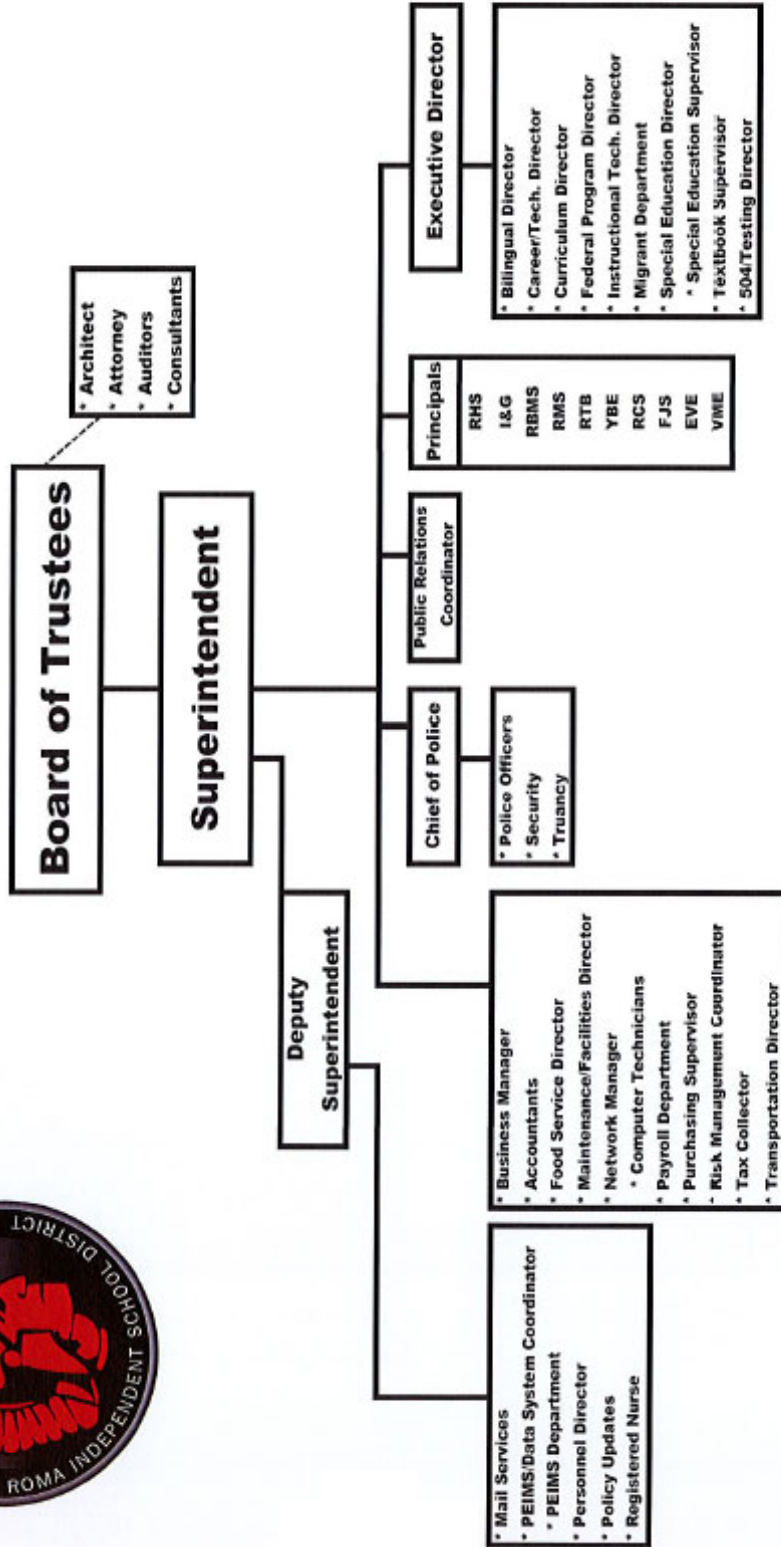 ROMA INDEPENDENT SCHOOL DISTRICT
Board of Trustees
* Architect
* Attorney
* Auditors
* Consultants
Superintendent
Deputy
Superintendent
* Mail Services
* PEIMS/Data System Coordinator
* PEIMS Department
* Personnel Director
* Policy Updates
* Registered Nurse
* Business Manager
* Accountants
* Food Service Director
* Maintenance/Facilities Director
* Network Manager
* Computer Technicians
* Payroll Department
* Purchasing Supervisor
* Risk Management Coordinator
* Tax Collector
* Transportation Director
Chief of Police
* Police Officers
* Security
* Truancy
Public Relations
Coordinator
Principals
RHS
I&G
RBMS
RMS
RTB
YBE
RCS
FJS
EVE
VME
Executive Director
* Bilingual Director
* Career/Tech. Director
* Curriculum Director
* Federal Program Director
* Instructional Tech. Director
* Migrant Department
* Special Education Director
* Special Education Supervisor
* Textbook Supervisor
* 504/Testing Director